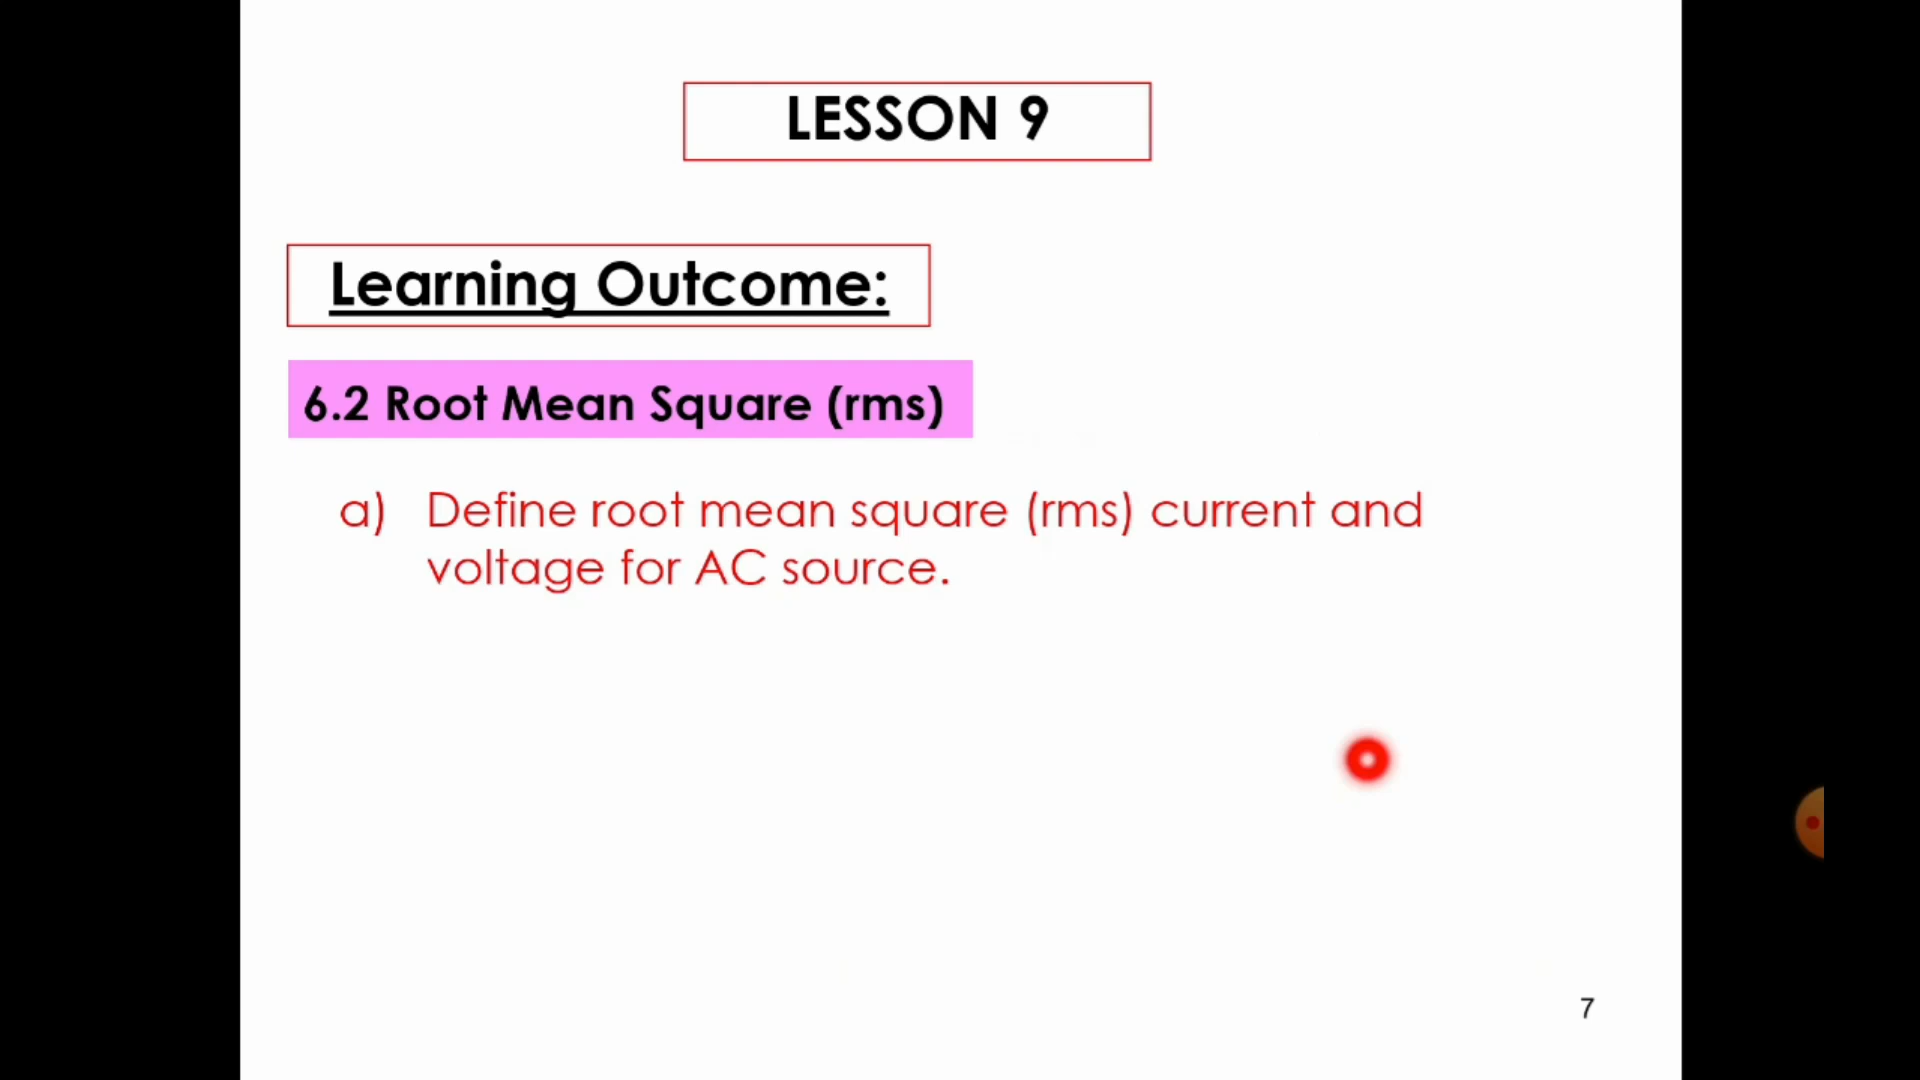 LESSON 9
Learning Outcome:
6.2 Root Mean Square (rms)
a) Define root mean square (rms) current and
voltage for AC source.
7